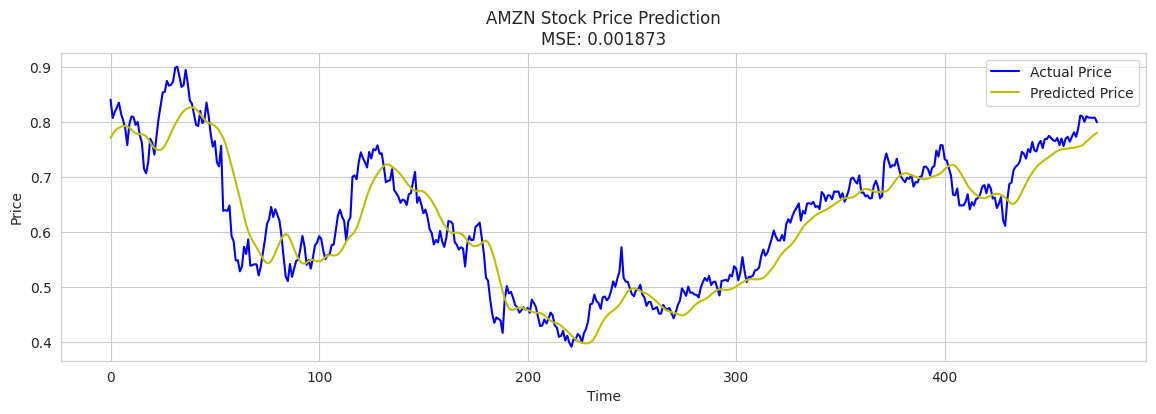 AMZN Stock Price Prediction
MSE: 0.001873
Actual Price
Predicted Price
Price
0.9
0.8
0.7
0.6
0.5
0.4
0
100
200
300
400
Time